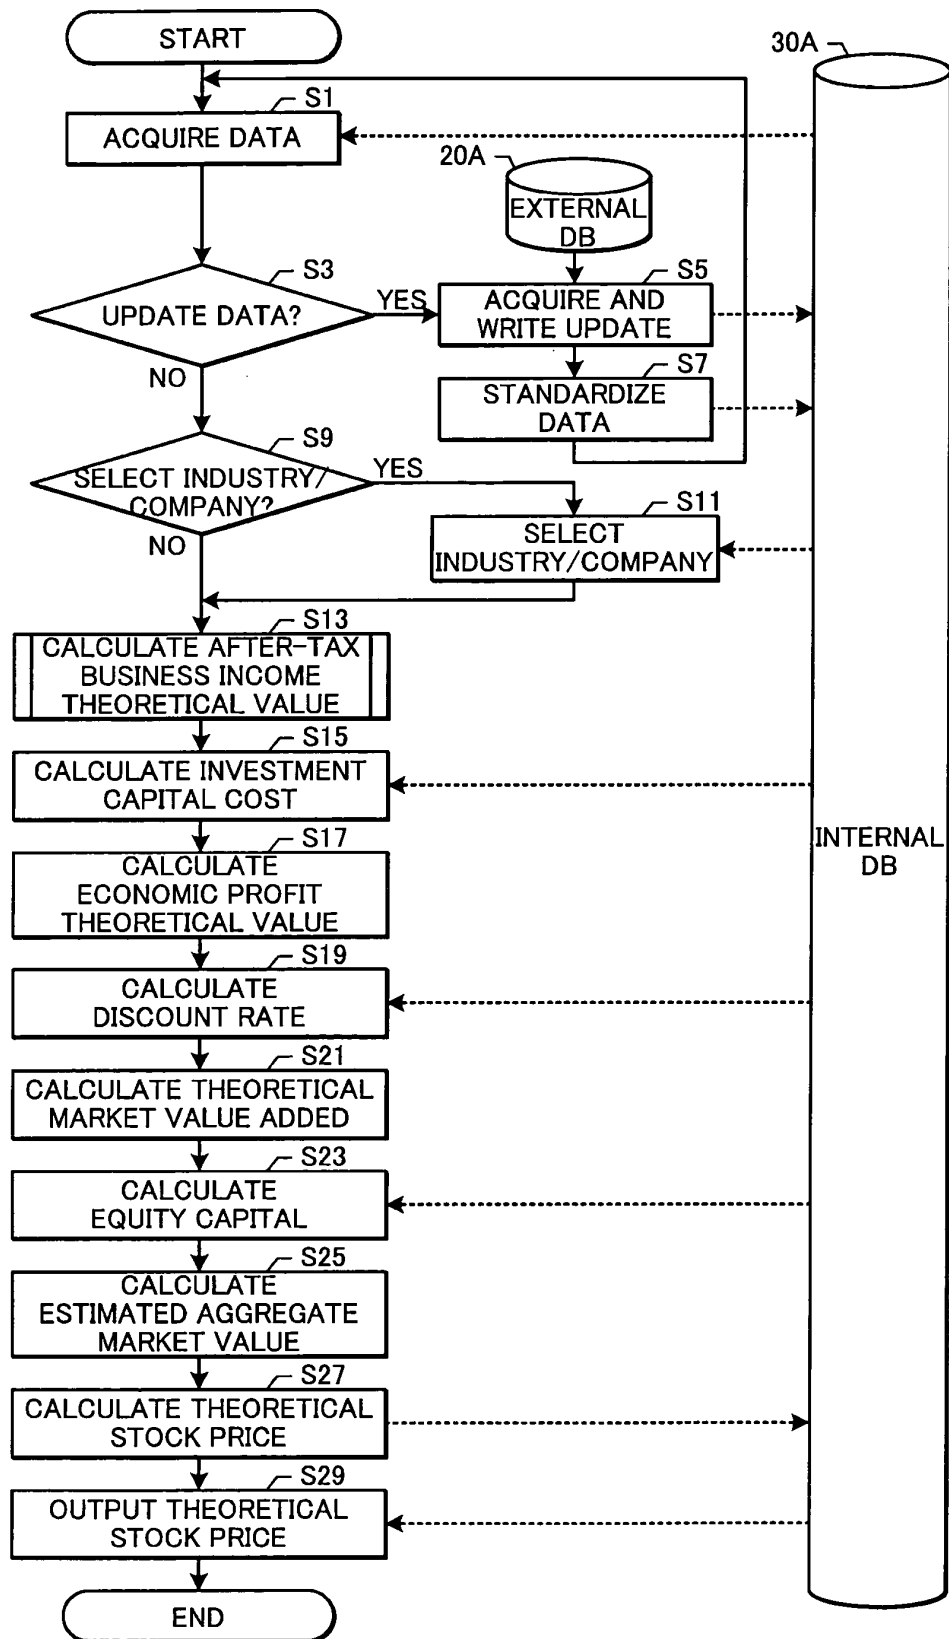 START
30A
S1
ACQUIRE DATA
20A
EXTERNAL
DB
S3
UPDATE DATA?
YES
NO
S5
ACQUIRE AND
WRITE UPDATE
S7
STANDARDIZE
DATA
S9
SELECT INDUSTRY/
COMPANY?
YES
NO
S11
SELECT
INDUSTRY/COMPANY
S13
CALCULATE AFTER-TAX
BUSINESS INCOME
THEORETICAL VALUE
S15
CALCULATE INVESTMENT
CAPITAL COST
S17
CALCULATE
ECONOMIC PROFIT
THEORETICAL VALUE
INTERNAL
DB
S19
CALCULATE
DISCOUNT RATE
S21
CALCULATE THEORETICAL
MARKET VALUE ADDED
S23
CALCULATE
EQUITY CAPITAL
S25
CALCULATE
ESTIMATED AGGREGATE
MARKET VALUE
S27
CALCULATE THEORETICAL
STOCK PRICE
S29
OUTPUT THEORETICAL
STOCK PRICE
END